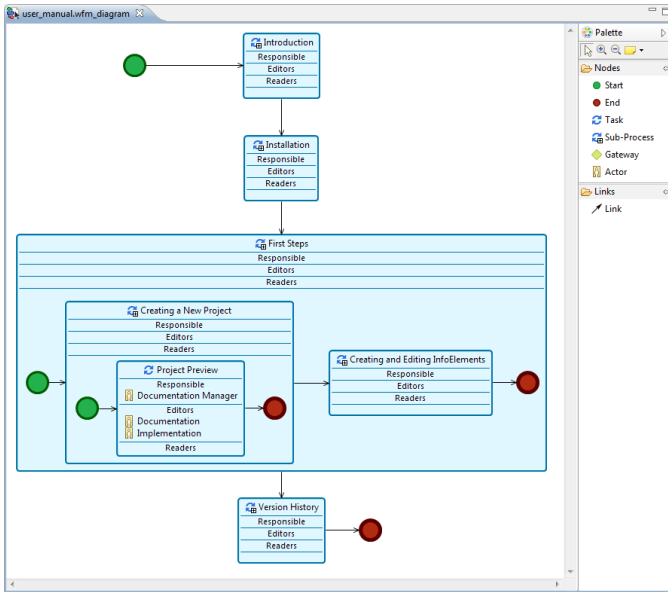 user_manual.wfm_diagram
Introduction
Responsible
Editors
Readers
Installation
Responsible
Editors
Readers
First Steps
Responsible
Editors
Readers
Creating a New Project
Responsible
Editors
Readers
Project Preview
Responsible
Documentation Manager
Editors
Documentation
Implementation
Readers
Creating and Editing InfoElements
Responsible
Editors
Readers
Version History
Responsible
Editors
Readers
Palette
Nodes
Start
End
Task
Sub-Process
Gateway
Actor
Links
Link